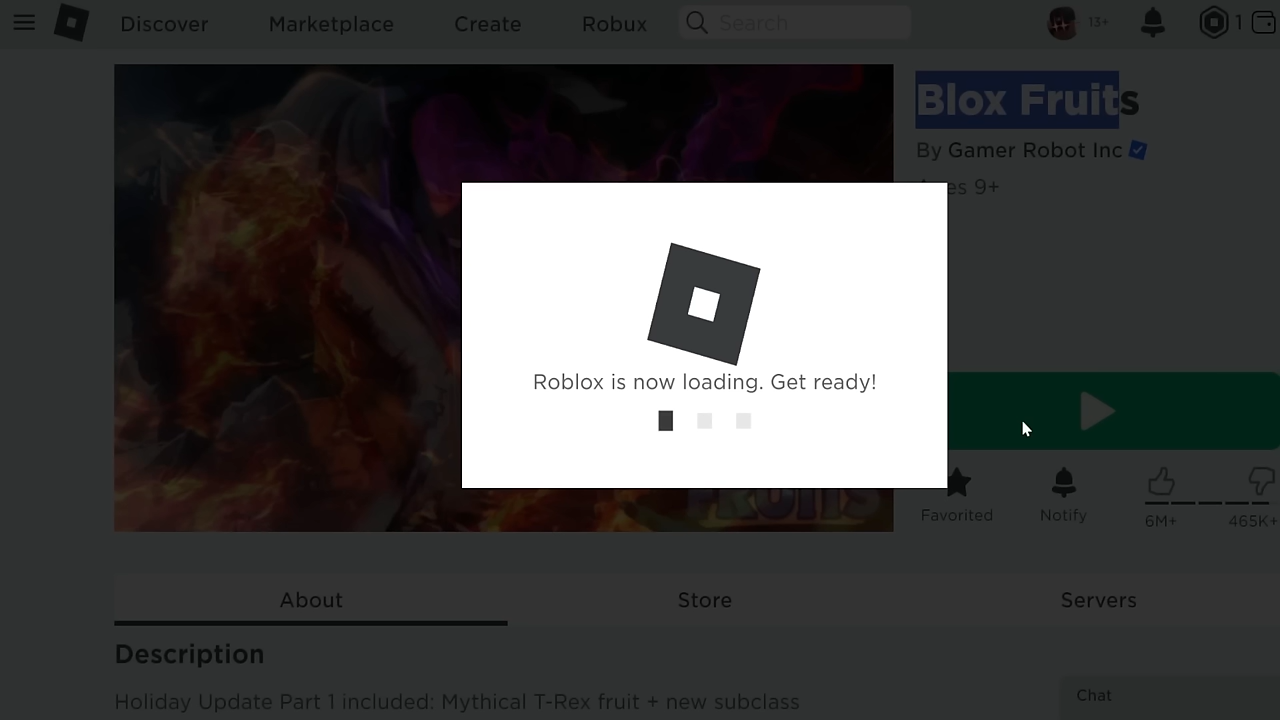 Discover Marketplace Create Robux Search 13+ 1
Blox Fruits
By Gamer Robot Inc
9+
Roblox is now loading. Get ready!
Favorited Notify 6M+ 465K+
FRUITS
About Store Servers
Description
Holiday Update Part 1 included: Mythical T-Rex fruit + new subclass
Chat